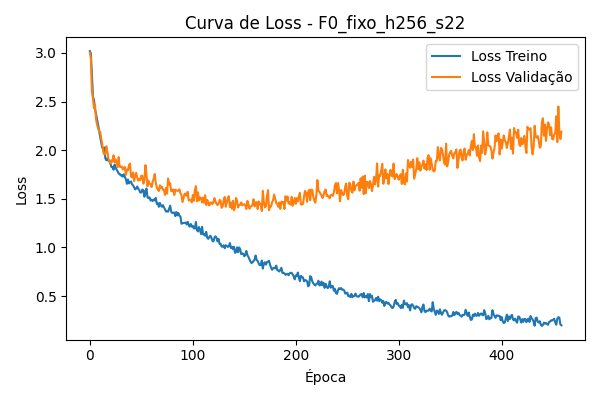 Curva de Loss - F0_fixo_h256_s22
Loss Treino
Loss Validação
Loss
3.0
2.5
2.0
1.5
1.0
0.5
0 100 200 300 400
Época